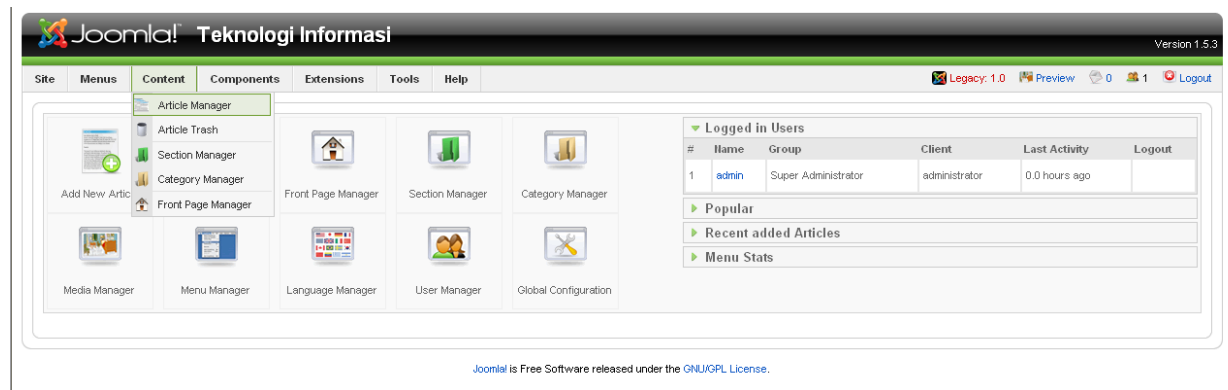 Joomla! Teknologi Informasi
Version 1.5.3
Site Menus Content Components Extensions Tools Help Legacy: 1.0 Preview 0 1 Logout
Article Manager
Article Trash
Section Manager
Category Manager
Front Page Manager
Add New Artic
Front Page Manager
Section Manager
Category Manager
Media Manager
Menu Manager
Language Manager
User Manager
Global Configuration
Logged in Users
# Name Group Client Last Activity Logout
1 admin Super Administrator administrator 0.0 hours ago
Popular
Recent added Articles
Menu Stats
Joomla! is Free Software released under the GNU/GPL License.